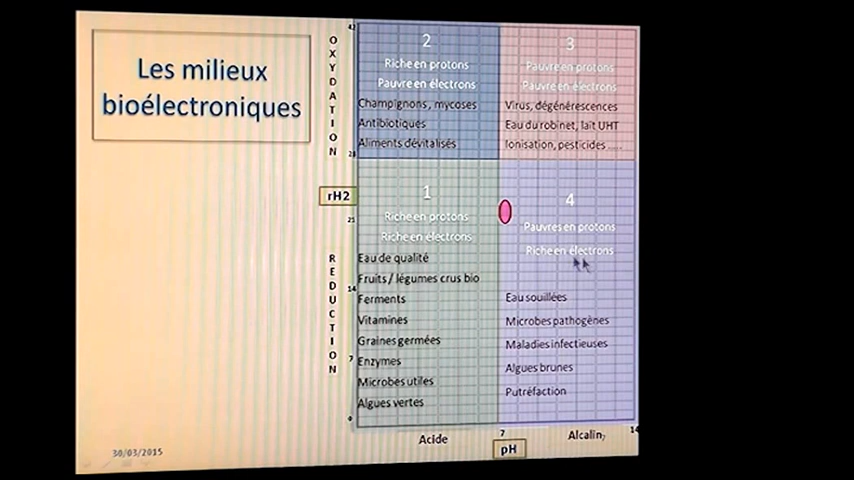 Les milieux
bioélectroniques
OXYDATION
42
28
rH2
21
REDUCTION
14
7
0
2
Riche en protons
Pauvre en électrons
Champignons, mycoses
Antibiotiques
Aliments dévitalisés
3
Pauvre en protons
Pauvre en électrons
Virus, dégénérescences
Eau du robinet, lait UHT
Ionisation, pesticides .....
1
Riche en protons
Riche en électrons
Eau de qualité
Fruits / légumes crus bio
Ferments
Vitamines
Graines germées
Enzymes
Microbes utiles
Algues vertes
4
Pauvres en protons
Riche en électrons
Eau souillées
Microbes pathogènes
Maladies infectieuses
Algues brunes
Putréfaction
Acide
7
pH
Alcalin
14
30/03/2015